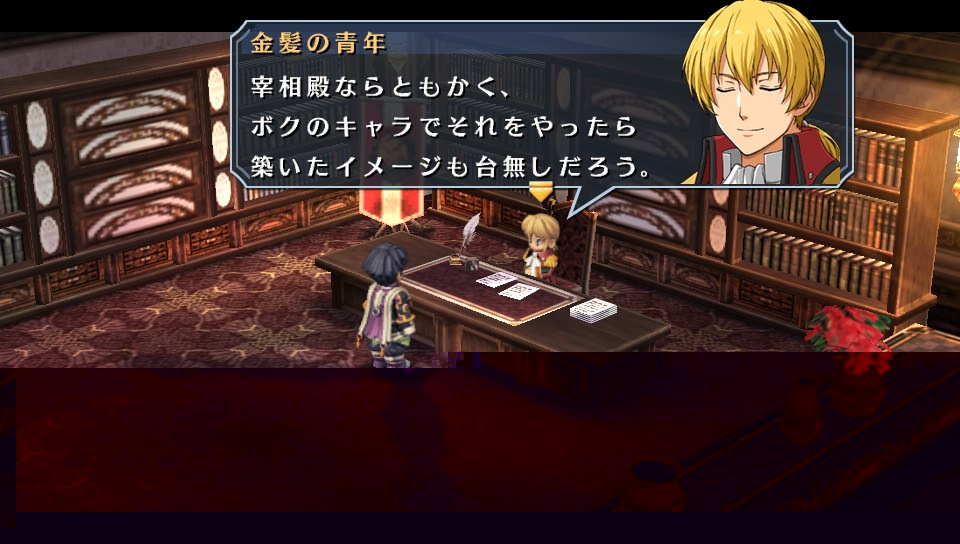 金髪の青年
宰相殿ならともかく、
ボクのキャラでそれをやったら
築いたイメージも台無しだろう。